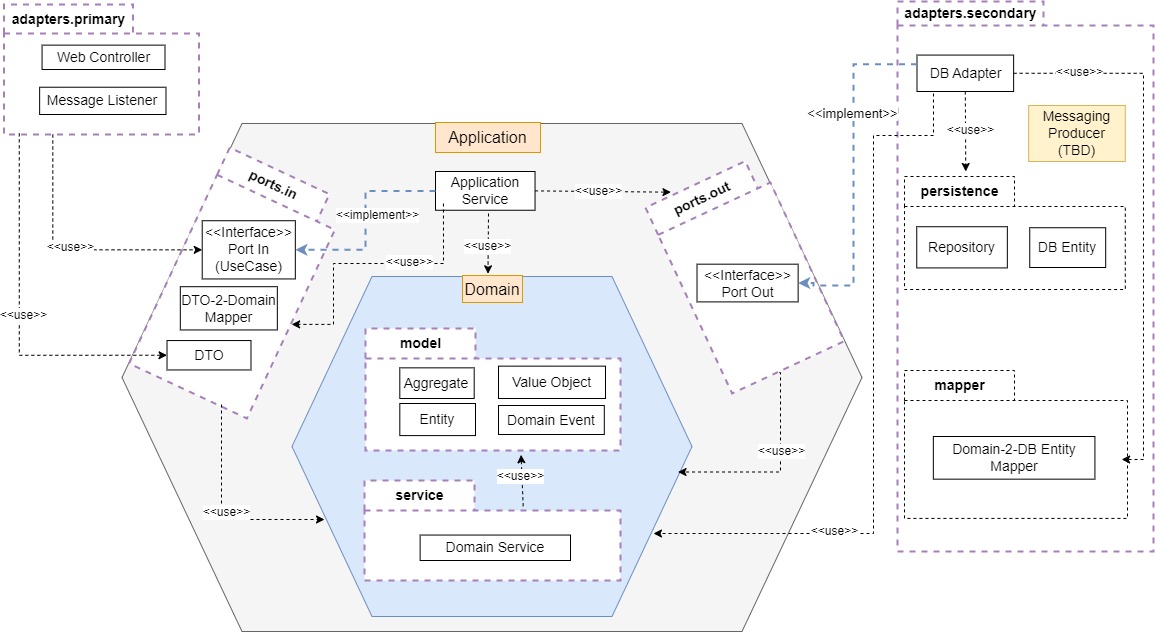 adapters.primary
Web Controller
Message Listener
adapters.secondary
DB Adapter
<<use>>
<<implement>>
<<use>>
Messaging
Producer
(TBD)
persistence
Repository
DB Entity
mapper
Domain-2-DB Entity
Mapper
Application
Application
Service
<<use>>
<<implement>>
<<use>>
<<use>>
ports.in
<<Interface>>
Port In
(UseCase)
DTO-2-Domain
Mapper
DTO
<<use>>
<<use>>
<<use>>
ports.out
<<Interface>>
Port Out
<<use>>
<<use>>
Domain
model
Aggregate
Value Object
Entity
Domain Event
<<use>>
service
Domain Service